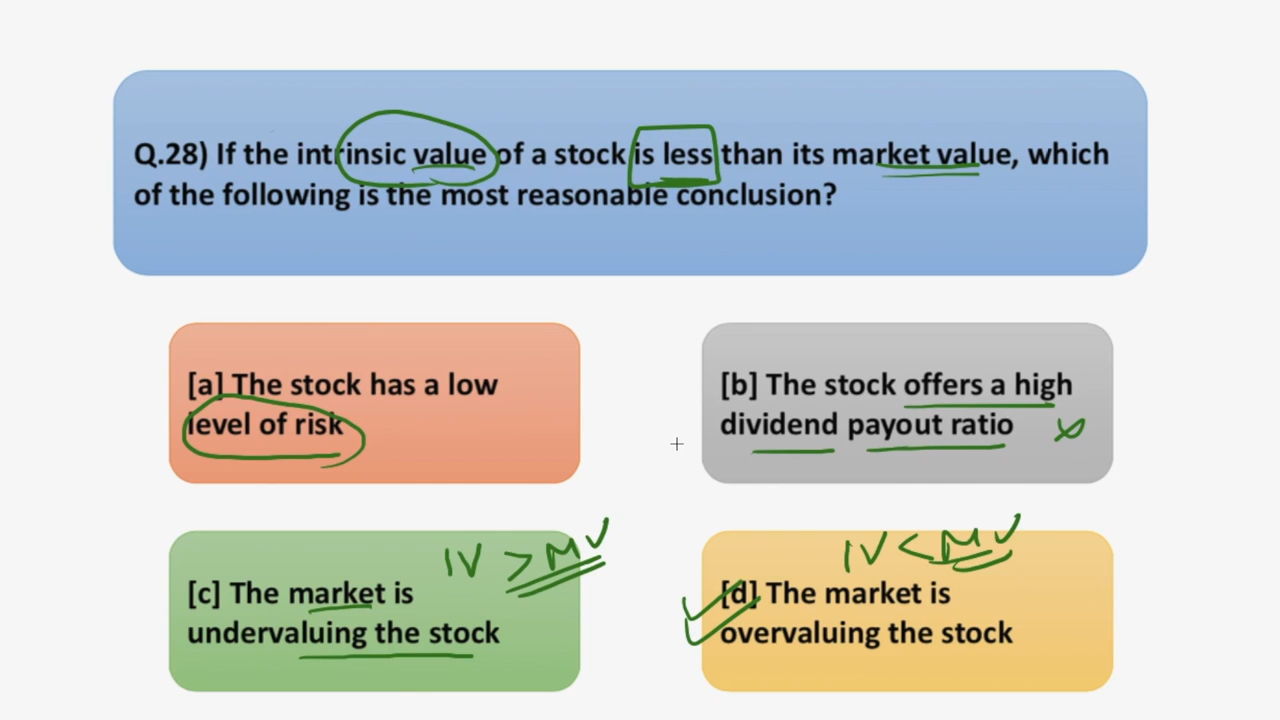 Q.28) If the intrinsic value of a stock is less than its market value, which
of the following is the most reasonable conclusion?
[a] The stock has a low
level of risk
[b] The stock offers a high
dividend payout ratio
IV > MV
[c] The market is
undervaluing the stock
IV < MV
[d] The market is
overvaluing the stock